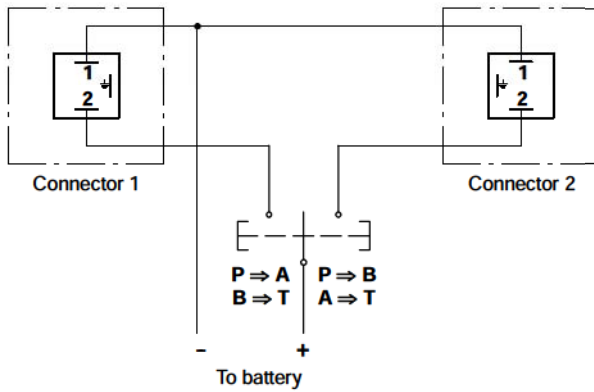 1
2
1
2
Connector 1
Connector 2
P ⇒ A P ⇒ B
B ⇒ T A ⇒ T
- +
To battery